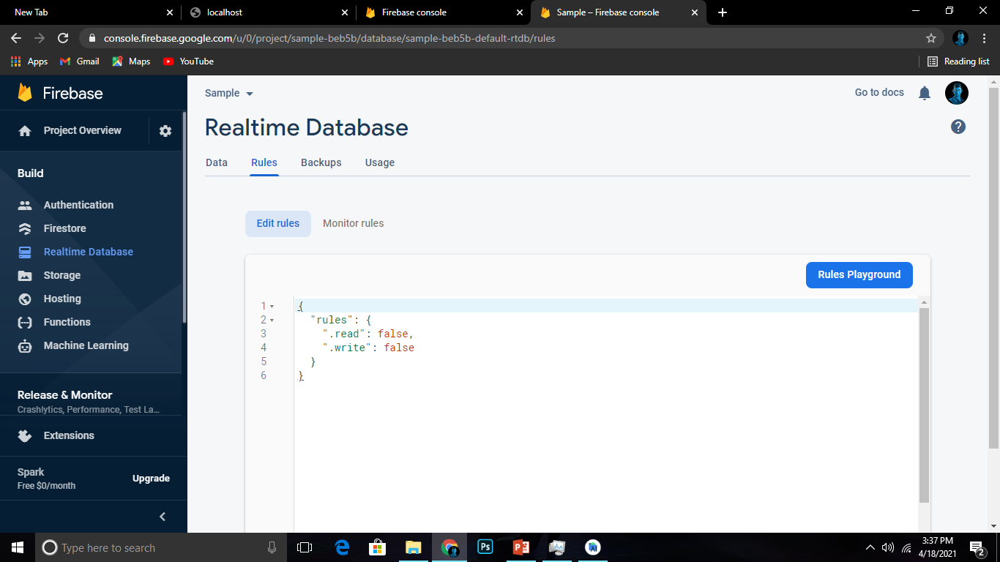 New Tab
localhost
Firebase console
Sample – Firebase console
console.firebase.google.com/u/0/project/sample-beb5b/database/sample-beb5b-default-rtdb/rules
Apps
Gmail
Maps
YouTube
Reading list
Firebase
Project Overview
Build
Authentication
Firestore
Realtime Database
Storage
Hosting
Functions
Machine Learning
Release & Monitor
Crashlytics, Performance, Test La...
Extensions
Spark
Free $0/month
Upgrade
Sample
Go to docs
Realtime Database
Data Rules Backups Usage
Edit rules Monitor rules
Rules Playground
1 {
2 "rules": {
3 ".read": false,
4 ".write": false
5 }
6 }
Type here to search
Ps
3:37 PM
4/18/2021
2